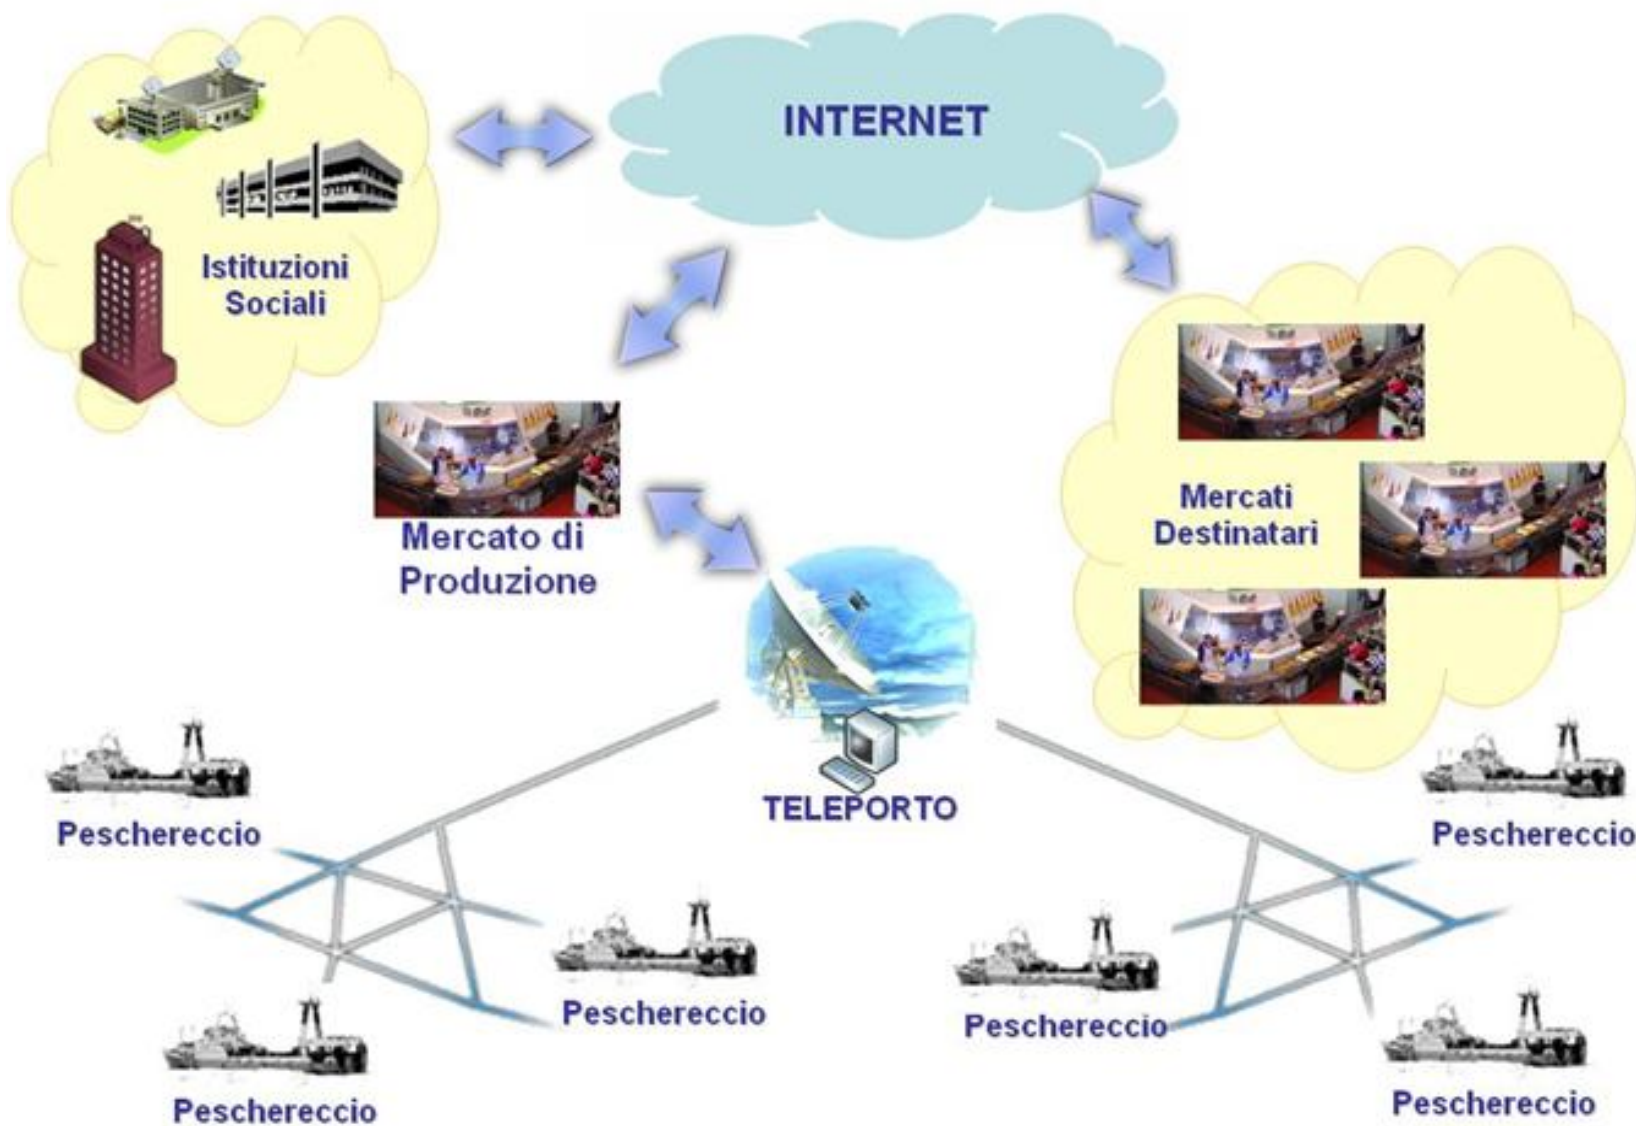 INTERNET
Istituzioni
Sociali
Mercato di
Produzione
Mercati
Destinatari
TELEPORTO
Peschereccio
Peschereccio
Peschereccio
Peschereccio
Peschereccio
Peschereccio